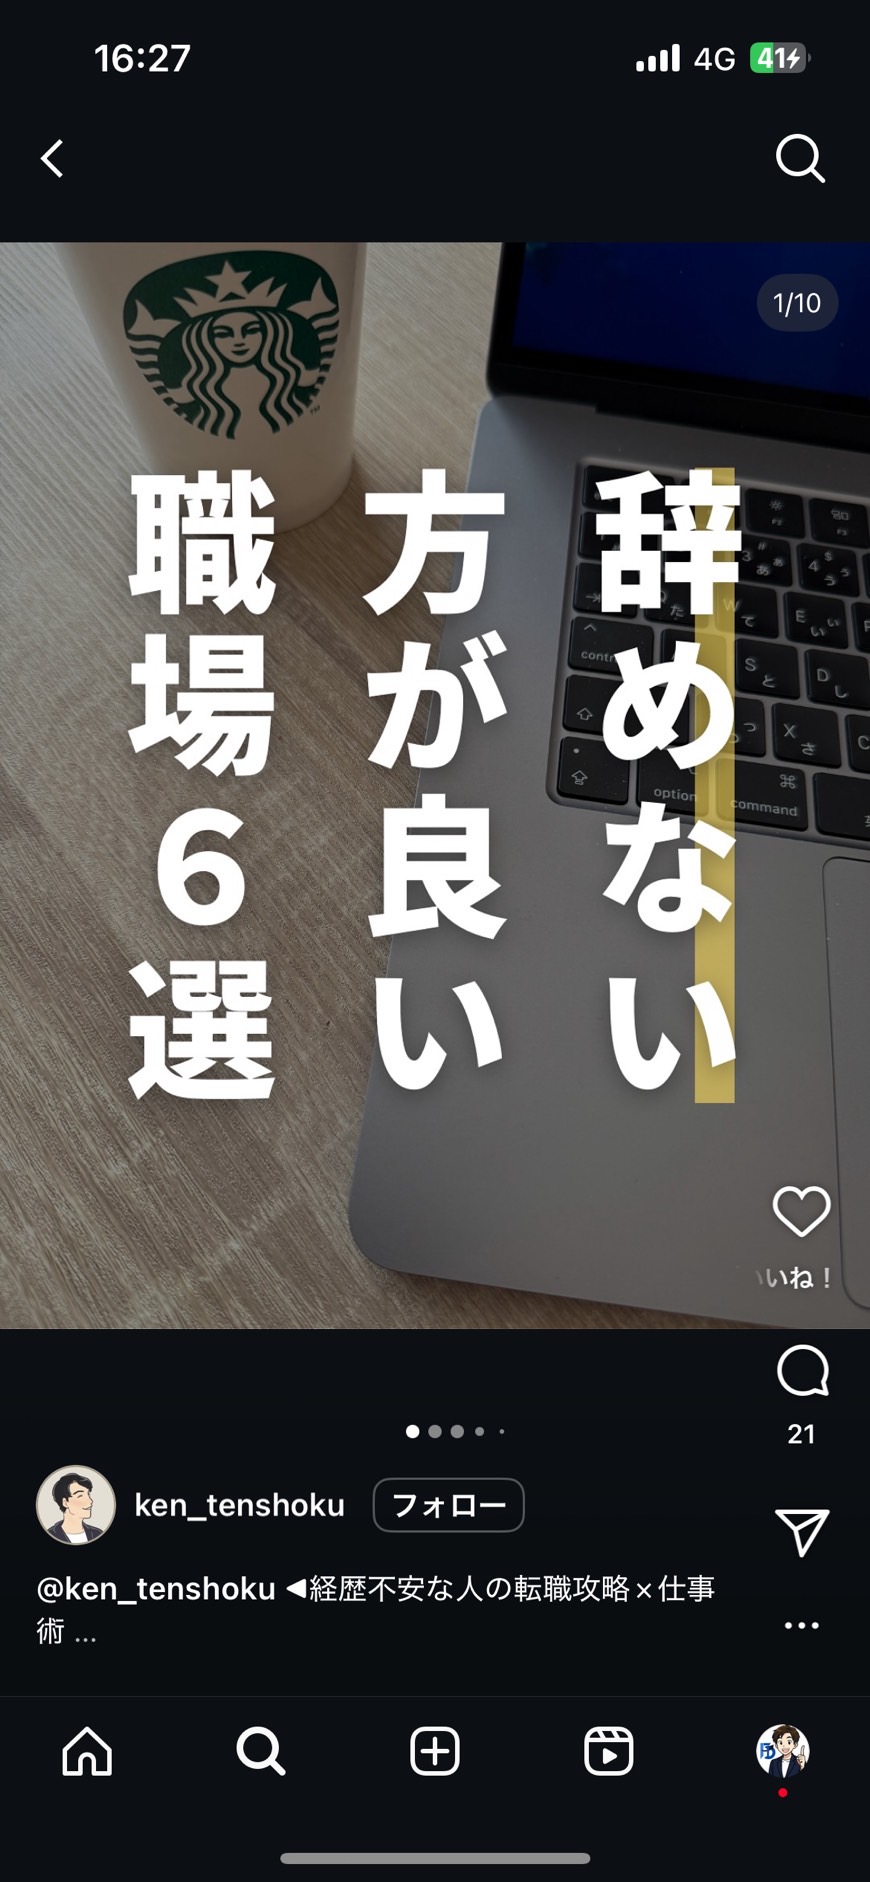 16:27
4G
41
1/10
辞めない
方が良い
職場6選
いね！
21
ken_tenshoku
フォロー
@ken_tenshoku ◀経歴不安な人の転職攻略×仕事
術 ...